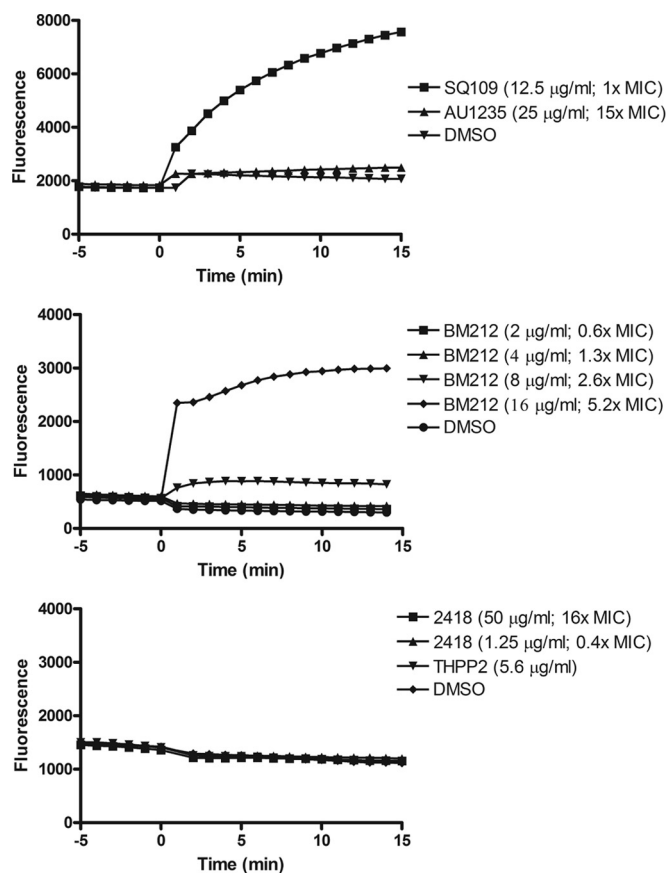 8000
6000
4000
2000
0
Fluorescence
-5 0 5 10 15
Time (min)
SQ109 (12.5 µg/ml; 1x MIC)
AU1235 (25 µg/ml; 15x MIC)
DMSO
4000
3000
2000
1000
0
Fluorescence
-5 0 5 10 15
Time (min)
BM212 (2 µg/ml; 0.6x MIC)
BM212 (4 µg/ml; 1.3x MIC)
BM212 (8 µg/ml; 2.6x MIC)
BM212 (16 µg/ml; 5.2x MIC)
DMSO
4000
3000
2000
1000
0
Fluorescence
-5 0 5 10 15
Time (min)
2418 (50 µg/ml; 16x MIC)
2418 (1.25 µg/ml; 0.4x MIC)
THPP2 (5.6 µg/ml)
DMSO